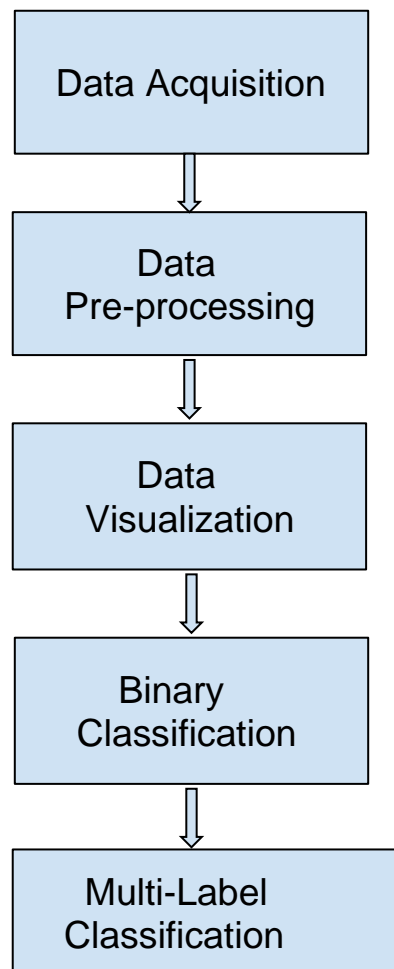 Data Acquisition
Data
Pre-processing
Data
Visualization
Binary
Classification
Multi-Label
Classification